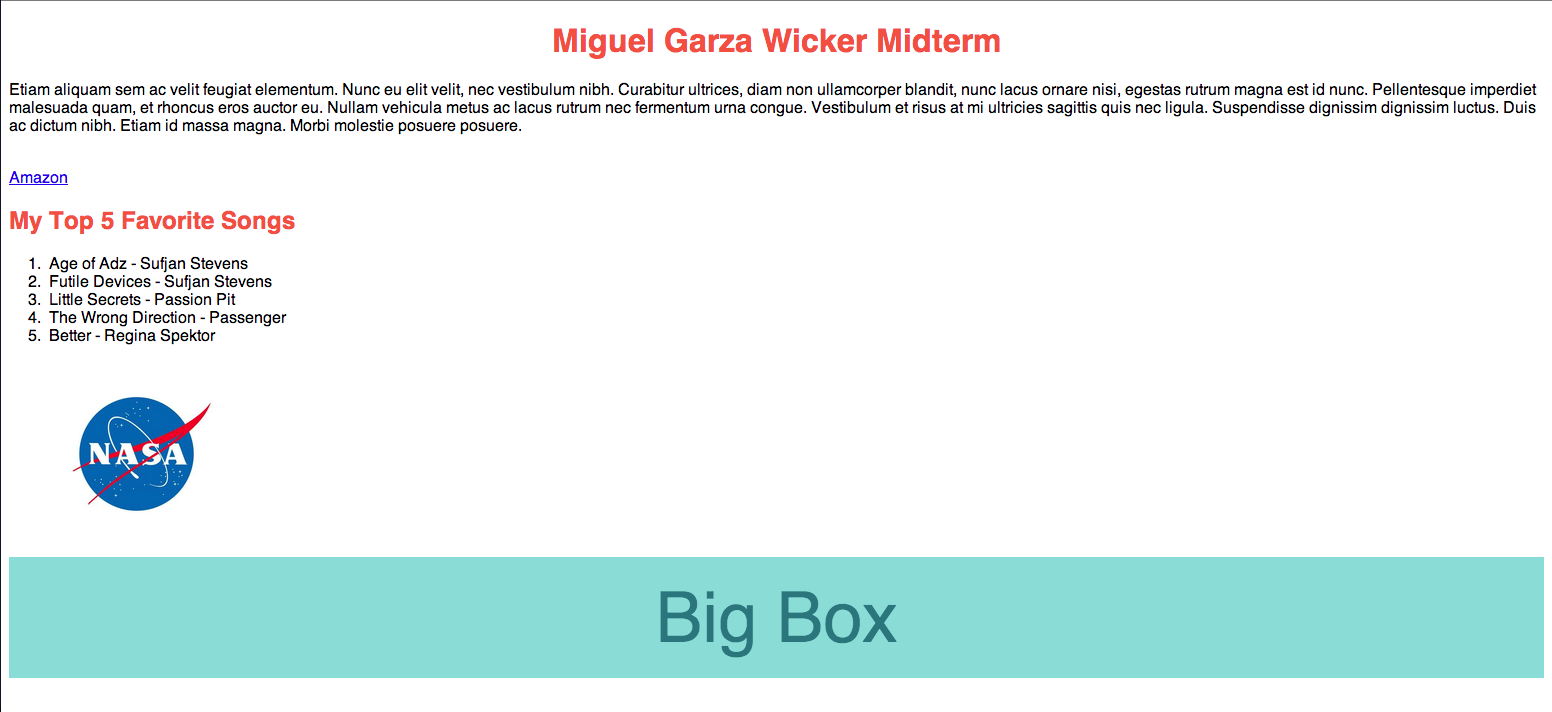 Miguel Garza Wicker Midterm
Etiam aliquam sem ac velit feugiat elementum. Nunc eu elit velit, nec vestibulum nibh. Curabitur ultrices, diam non ullamcorper blandit, nunc lacus ornare nisi, egestas rutrum magna est id nunc. Pellentesque imperdiet
malesuada quam, et rhoncus eros auctor eu. Nullam vehicula metus ac lacus rutrum nec fermentum urna congue. Vestibulum et risus at mi ultricies sagittis quis nec ligula. Suspendisse dignissim dignissim luctus. Duis
ac dictum nibh. Etiam id massa magna. Morbi molestie posuere posuere.
Amazon
My Top 5 Favorite Songs
1. Age of Adz - Sufjan Stevens
2. Futile Devices - Sufjan Stevens
3. Little Secrets - Passion Pit
4. The Wrong Direction - Passenger
5. Better - Regina Spektor
NASA
Big Box